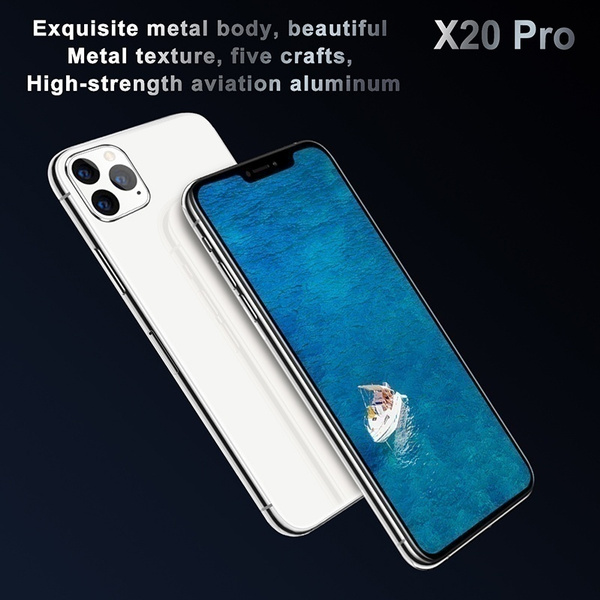 Exquisite metal body, beautiful
Metal texture, five crafts,
High-strength aviation aluminum
X20 Pro